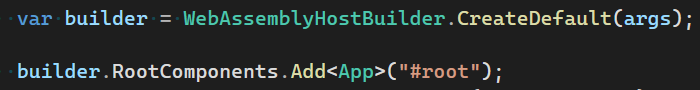 var builder = WebAssemblyHostBuilder.CreateDefault(args);
builder.RootComponents.Add<App>("#root");